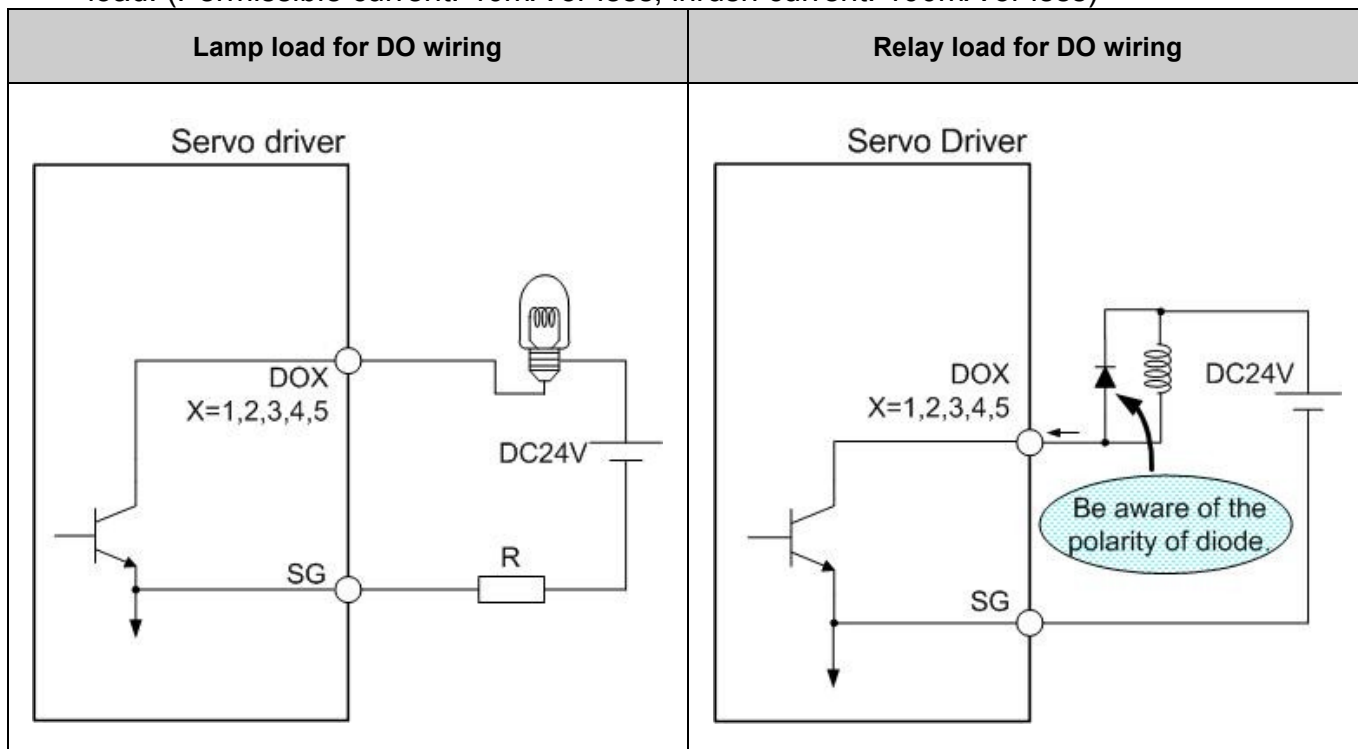 Lamp load for DO wiring
Relay load for DO wiring
Servo driver
DOX
X=1,2,3,4,5
DC24V
SG
R
Servo Driver
DOX
X=1,2,3,4,5
DC24V
Be aware of the
polarity of diode.
SG